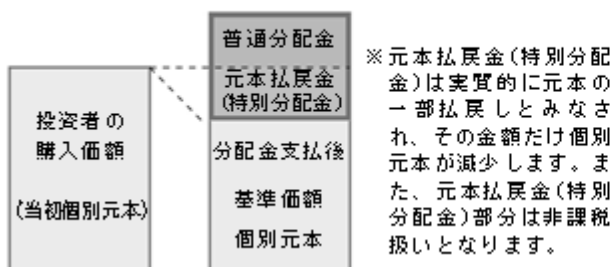 普通分配金
元本払戻金
(特別分配金)
投資者の
購入価額
(当初個別元本)
分配金支払後
基準価額
個別元本
※元本払戻金(特別分配
金)は実質的に元本の
一部払戻しとみなさ
れ、その金額だけ個別
元本が減少します。ま
た、元本払戻金(特別
分配金)部分は非課税
扱いとなります。